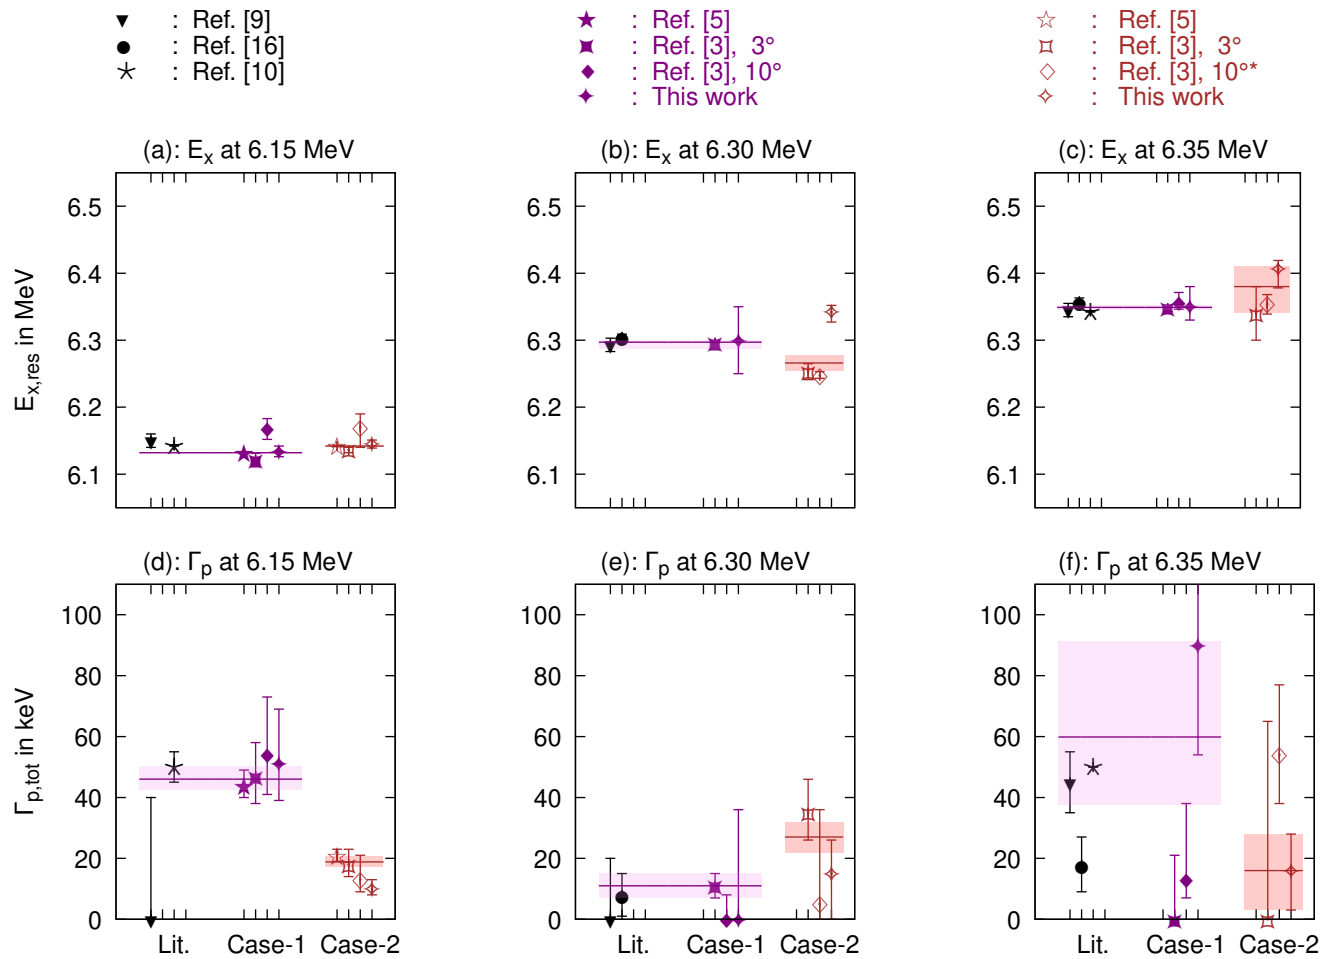 ▼ : Ref. [9]
● : Ref. [16]
: Ref. [10]
★ : Ref. [5]
: Ref. [3], 3°
◆ : Ref. [3], 10°
✦ : This work
☆ : Ref. [5]
: Ref. [3], 3°
◇ : Ref. [3], 10°*
✧ : This work
(a): Eₓ at 6.15 MeV
(b): Eₓ at 6.30 MeV
(c): Eₓ at 6.35 MeV
E_x,res in MeV
6.5
6.4
6.3
6.2
6.1
6.5
6.4
6.3
6.2
6.1
6.5
6.4
6.3
6.2
6.1
(d): Γₚ at 6.15 MeV
(e): Γₚ at 6.30 MeV
(f): Γₚ at 6.35 MeV
Γ_p,tot in keV
100
80
60
40
20
0
100
80
60
40
20
0
100
80
60
40
20
0
Lit. Case-1 Case-2
Lit. Case-1 Case-2
Lit. Case-1 Case-2